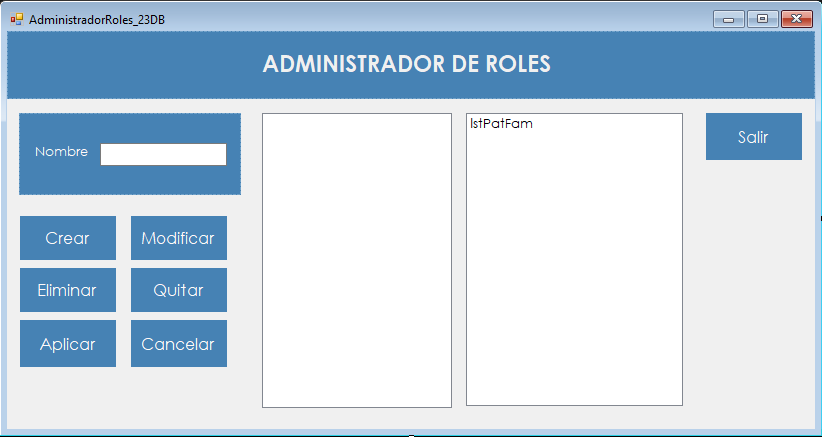 AdministradorRoles_23DB
ADMINISTRADOR DE ROLES
Nombre
lstPatFam
Salir
Crear
Modificar
Eliminar
Quitar
Aplicar
Cancelar